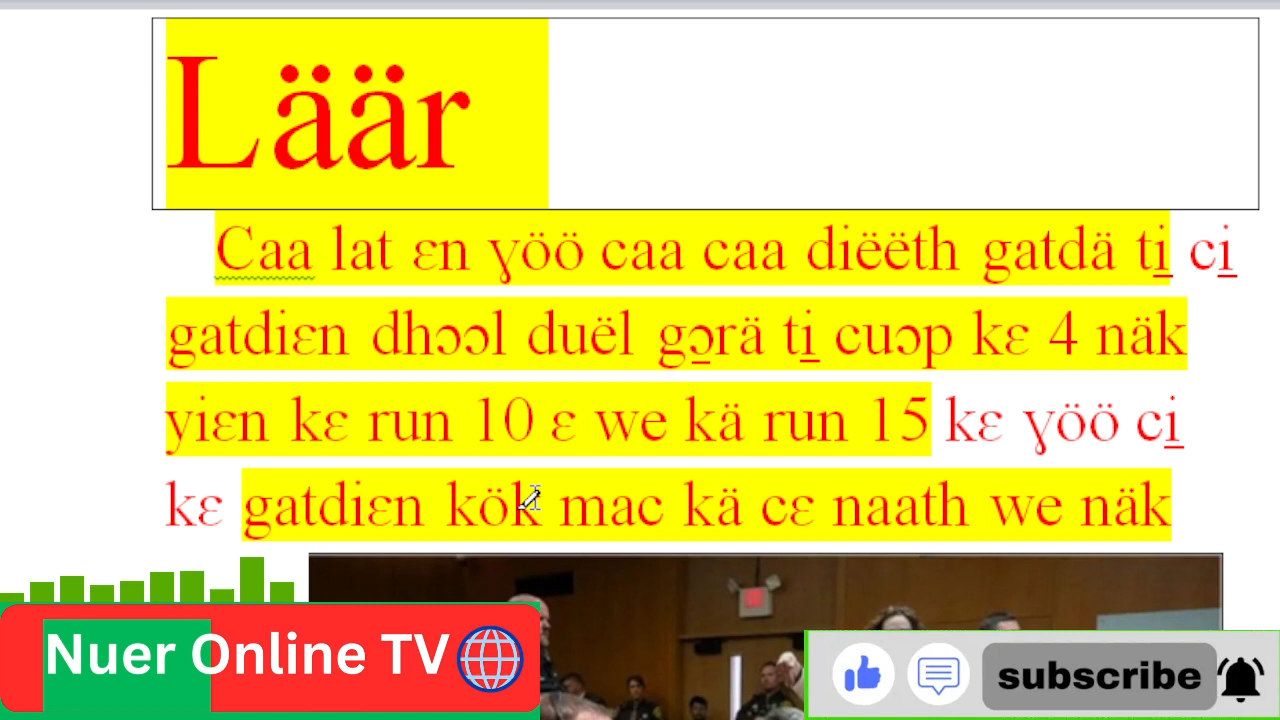 Läär
Caa lat ɛn ɣöö caa caa diëëth gatdä ti̱ ci̱
gatdiɛn dhɔɔl duël gɔ̱rä ti̱ cuɔp kɛ 4 näk
yiɛn kɛ run 10 ɛ we kä run 15 kɛ ɣöö ci̱
kɛ gatdiɛn kök mac kä cɛ naath we näk
Nuer Online TV
subscribe